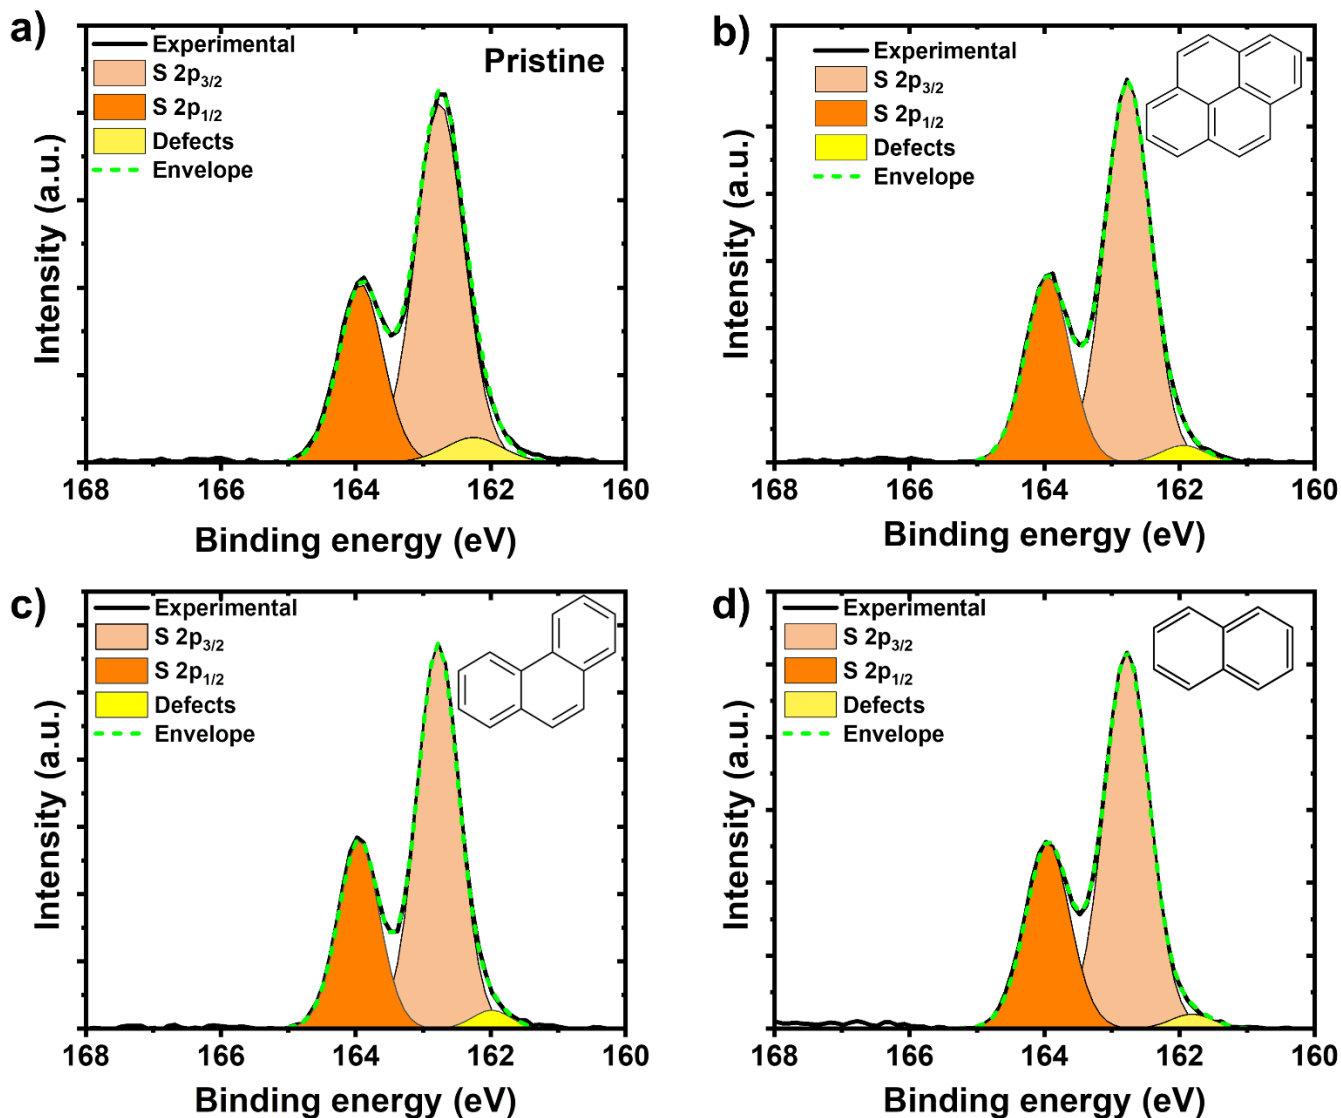 a)
Experimental
S 2p3/2
S 2p1/2
Defects
Envelope
Pristine
Intensity (a.u.)
168 166 164 162 160
Binding energy (eV)
b)
Experimental
S 2p3/2
S 2p1/2
Defects
Envelope
Intensity (a.u.)
168 166 164 162 160
Binding energy (eV)
c)
Experimental
S 2p3/2
S 2p1/2
Defects
Envelope
Intensity (a.u.)
168 166 164 162 160
Binding energy (eV)
d)
Experimental
S 2p3/2
S 2p1/2
Defects
Envelope
Intensity (a.u.)
168 166 164 162 160
Binding energy (eV)